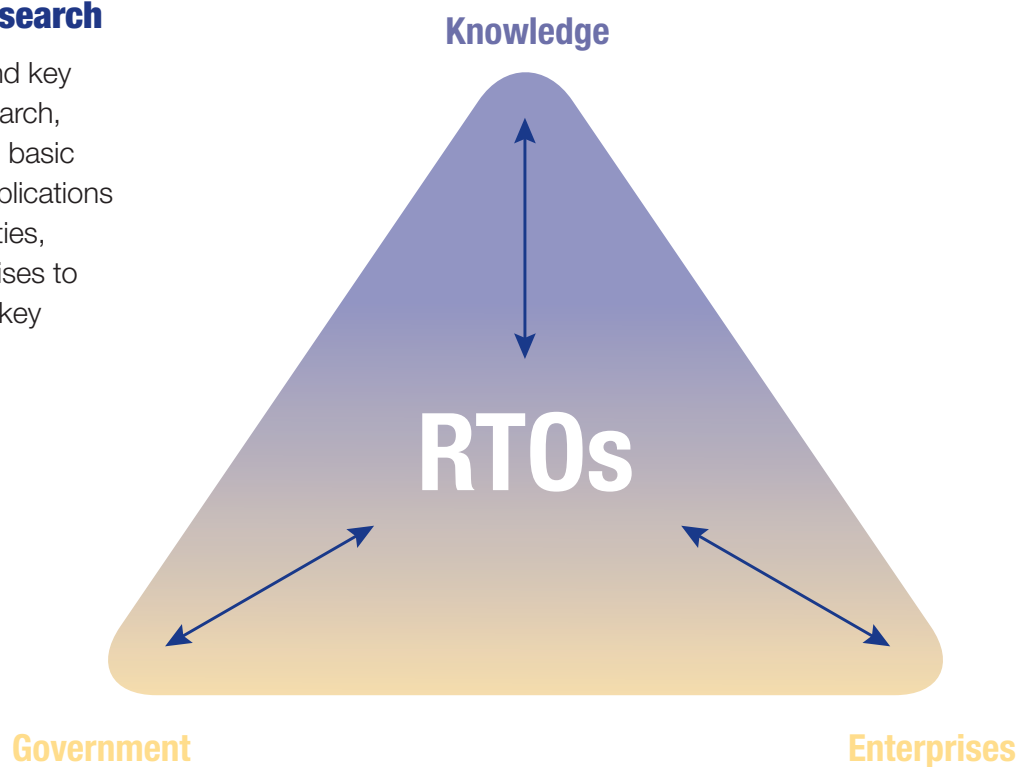 search
Knowledge
nd key
arch,
basic
plications
ties,
ises to
key
RTOs
Government
Enterprises